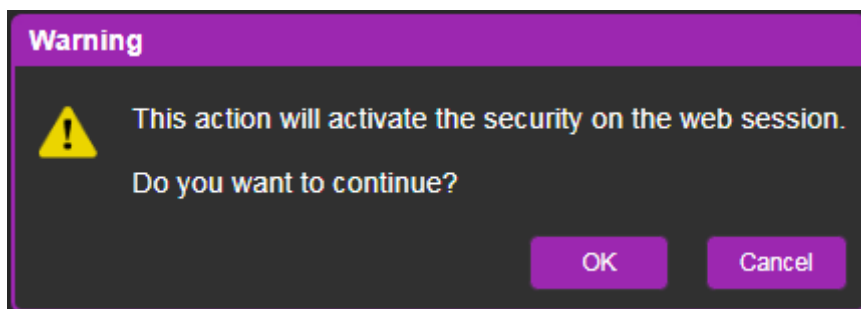 Warning
This action will activate the security on the web session.
Do you want to continue?
OK
Cancel